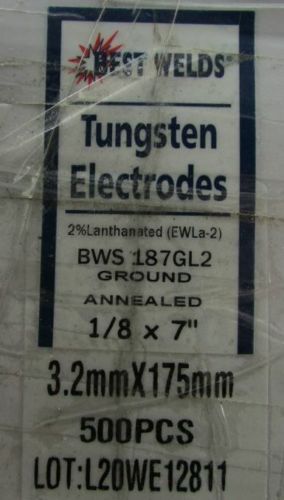 BEST WELDS®
Tungsten
Electrodes
2%Lanthanated (EWLa-2)
BWS 187GL2
GROUND
ANNEALED
1/8 x 7"
3.2mmX175mm
500PCS
LOT:L20WE12811